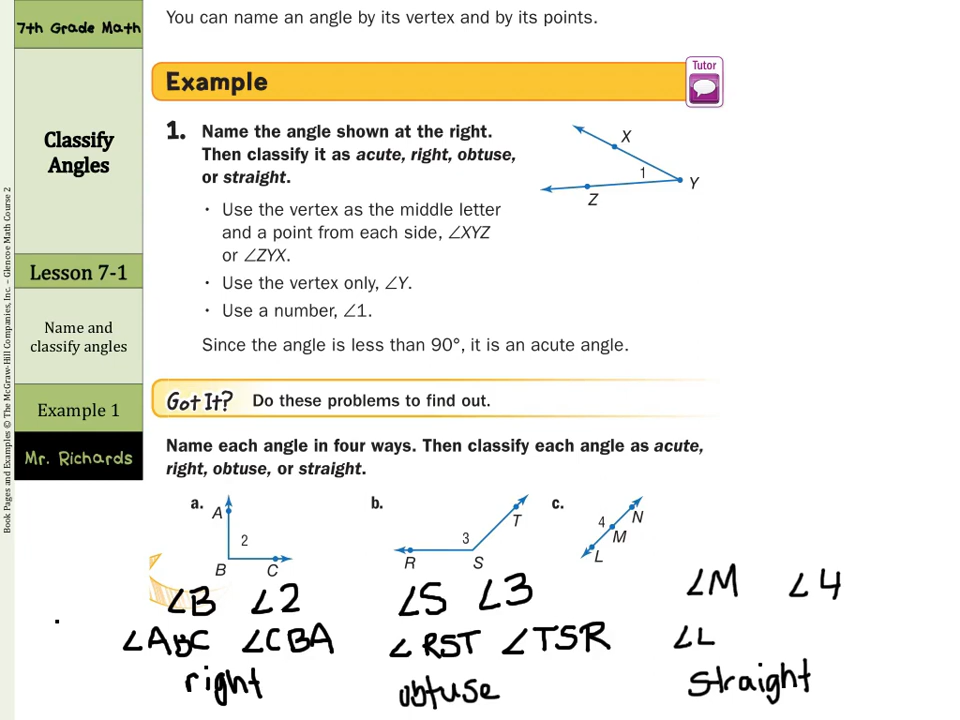 7th Grade Math
Classify
Angles
Lesson 7-1
Name and
classify angles
Example 1
Mr. Richards
Book Pages and Examples © The McGraw-Hill Companies, Inc. – Glencoe Math Course 2
You can name an angle by its vertex and by its points.
Example
Tutor
1. Name the angle shown at the right.
Then classify it as acute, right, obtuse,
or straight.
• Use the vertex as the middle letter
and a point from each side, ∠XYZ
or ∠ZYX.
• Use the vertex only, ∠Y.
• Use a number, ∠1.
Since the angle is less than 90°, it is an acute angle.
X
1
Y
Z
Got It? Do these problems to find out.
Name each angle in four ways. Then classify each angle as acute,
right, obtuse, or straight.
a.
A
2
B C
∠B ∠2
∠ABC ∠CBA
right
b.
T
3
R S
∠S ∠3
∠RST ∠TSR
obtuse
c.
N
4
M
L
∠M ∠4
∠L
straight